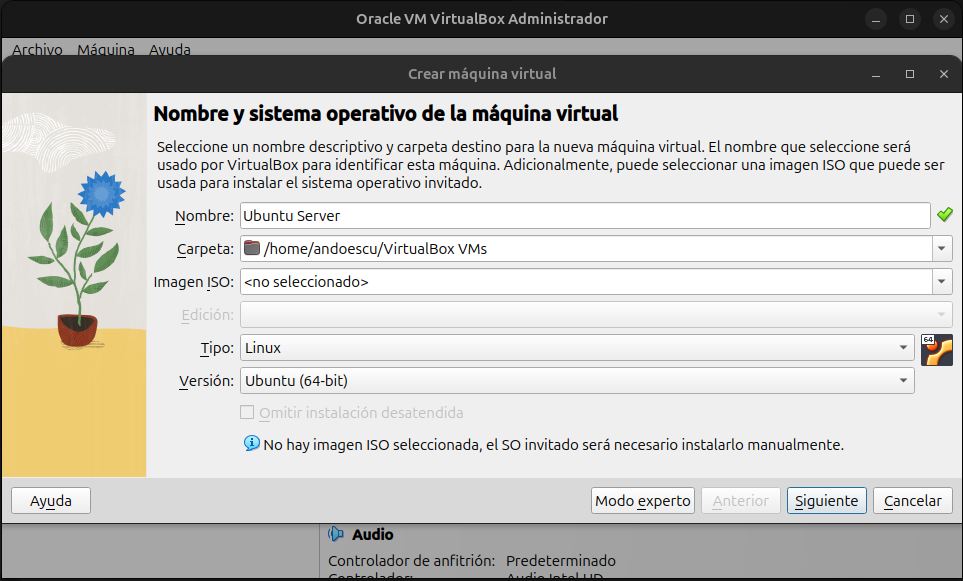 Oracle VM VirtualBox Administrador
Archivo Máquina Ayuda
Crear máquina virtual
Nombre y sistema operativo de la máquina virtual
Seleccione un nombre descriptivo y carpeta destino para la nueva máquina virtual. El nombre que seleccione será
usado por VirtualBox para identificar esta máquina. Adicionalmente, puede seleccionar una imagen ISO que puede ser
usada para instalar el sistema operativo invitado.
Nombre: Ubuntu Server
Carpeta: /home/andoescu/VirtualBox VMs
Imagen ISO: <no seleccionado>
Edición:
Tipo: Linux
64
Versión: Ubuntu (64-bit)
Omitir instalación desatendida
No hay imagen ISO seleccionada, el SO invitado será necesario instalarlo manualmente.
Ayuda Modo experto Anterior Siguiente Cancelar
Audio
Controlador de anfitrión: Predeterminado
Controlador: Audio Intel HD